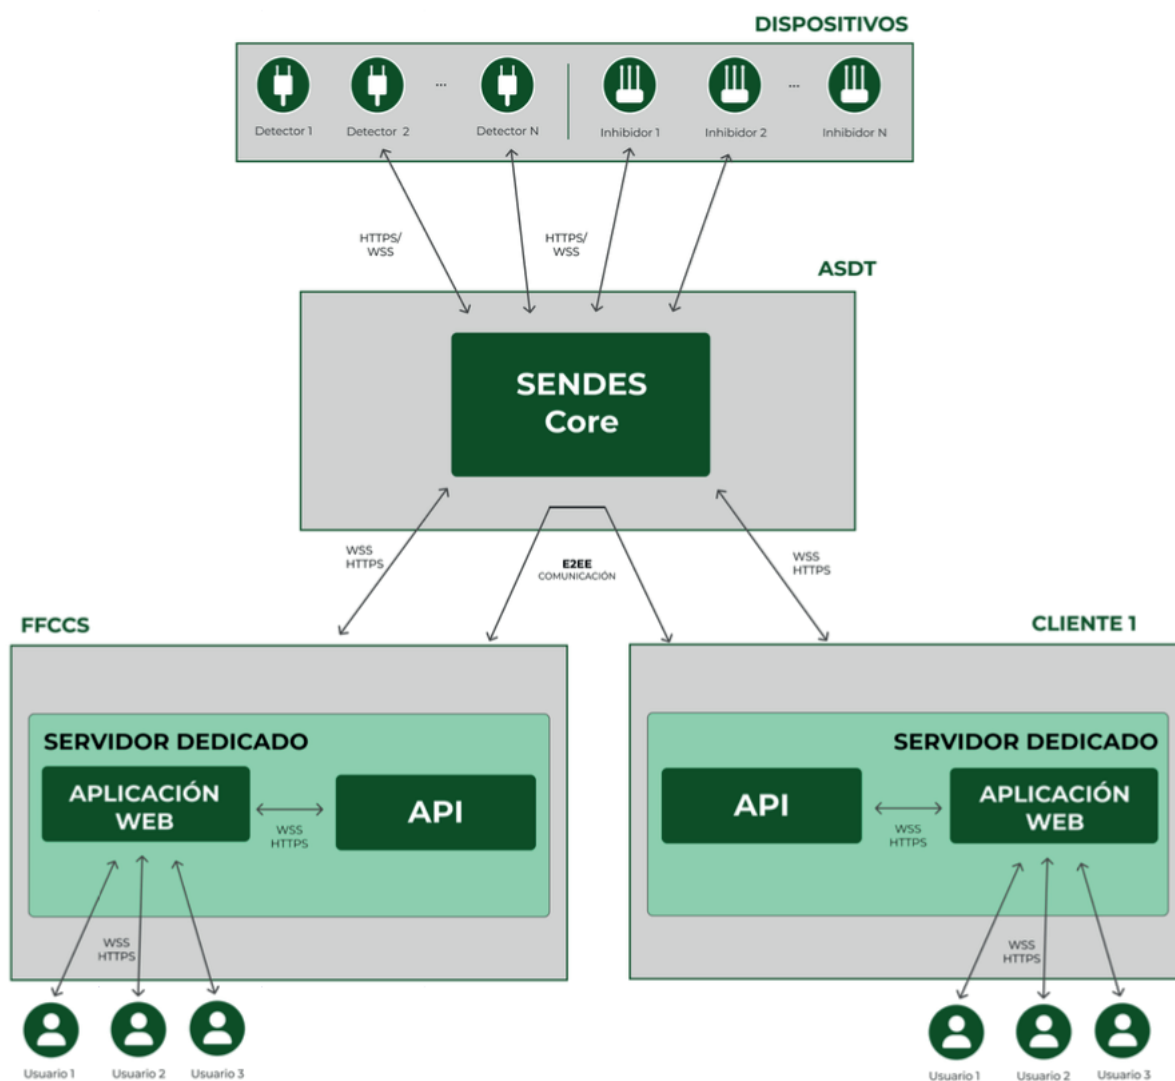 DISPOSITIVOS
... ...
Detector 1 Detector 2 Detector N Inhibidor 1 Inhibidor 2 Inhibidor N
HTTPS/
WSS
HTTPS/
WSS
ASDT
SENDES
Core
WSS
HTTPS
E2EE
COMUNICACIÓN
WSS
HTTPS
FFCCS
SERVIDOR DEDICADO
APLICACIÓN
WEB
WSS
HTTPS
API
WSS
HTTPS
Usuario 1 Usuario 2 Usuario 3
CLIENTE 1
SERVIDOR DEDICADO
API
WSS
HTTPS
APLICACIÓN
WEB
WSS
HTTPS
Usuario 1 Usuario 2 Usuario 3